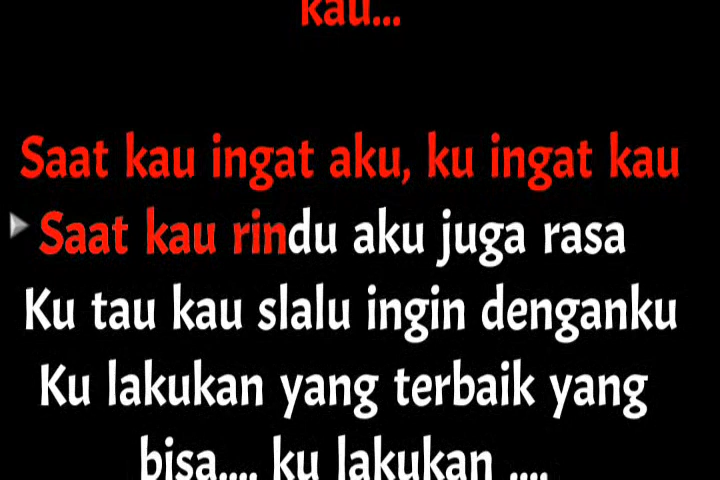 kau...
Saat kau ingat aku, ku ingat kau
Saat kau rindu aku juga rasa
Ku tau kau slalu ingin denganku
Ku lakukan yang terbaik yang
bisa.... ku lakukan ....